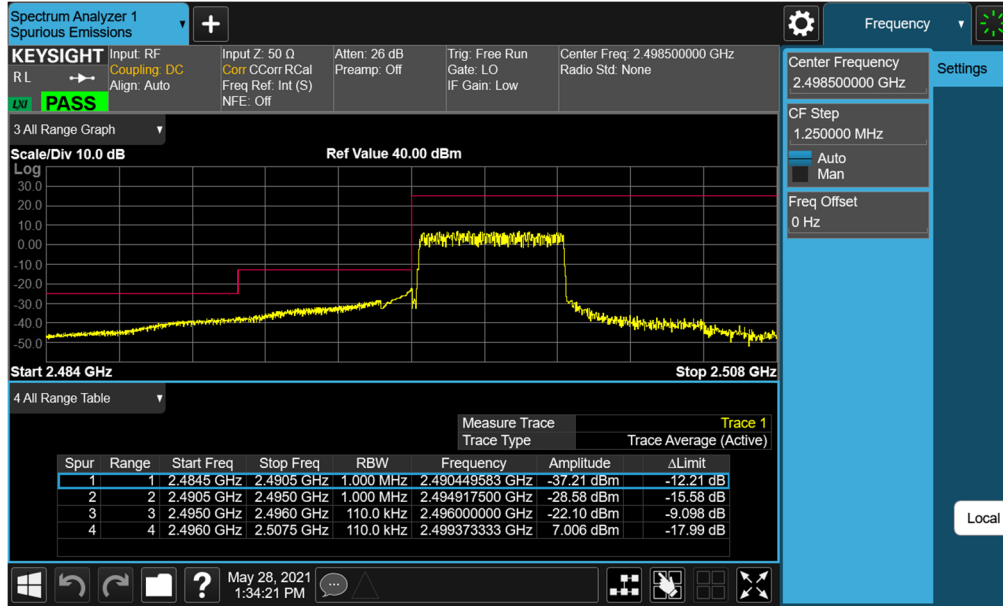 Spectrum Analyzer 1
Spurious Emissions
+
Frequency
KEYSIGHT
R L
LXI
PASS
Input: RF
Coupling: DC
Align: Auto
Input Z: 50 Ω
Corr CCorr RCal
Freq Ref: Int (S)
NFE: Off
Atten: 26 dB
Preamp: Off
Trig: Free Run
Gate: LO
IF Gain: Low
Center Freq: 2.498500000 GHz
Radio Std: None
Center Frequency
2.498500000 GHz
Settings
CF Step
1.250000 MHz
Auto
Man
Freq Offset
0 Hz
3 All Range Graph
Scale/Div 10.0 dB
Ref Value 40.00 dBm
Log
30.0
20.0
10.0
0.00
-10.0
-20.0
-30.0
-40.0
-50.0
Start 2.484 GHz
Stop 2.508 GHz
4 All Range Table
Measure Trace Trace 1
Trace Type Trace Average (Active)
Spur Range Start Freq Stop Freq RBW Frequency Amplitude ΔLimit
1 1 2.4845 GHz 2.4905 GHz 1.000 MHz 2.490449583 GHz -37.21 dBm -12.21 dB
2 2 2.4905 GHz 2.4950 GHz 1.000 MHz 2.494917500 GHz -28.58 dBm -15.58 dB
3 3 2.4950 GHz 2.4960 GHz 110.0 kHz 2.496000000 GHz -22.10 dBm -9.098 dB
4 4 2.4960 GHz 2.5075 GHz 110.0 kHz 2.499373333 GHz 7.006 dBm -17.99 dB
Local
?
May 28, 2021
1:34:21 PM